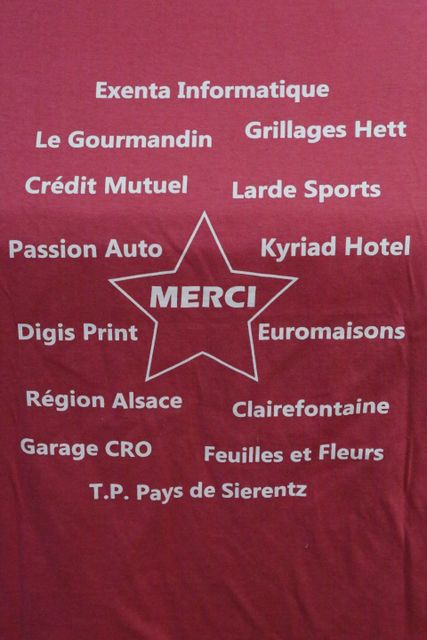 Exenta Informatique
Le Gourmandin
Grillages Hett
Crédit Mutuel
Larde Sports
Passion Auto
Kyriad Hotel
MERCI
Digis Print
Euromaisons
Région Alsace
Clairefontaine
Garage CRO
Feuilles et Fleurs
T.P. Pays de Sierentz